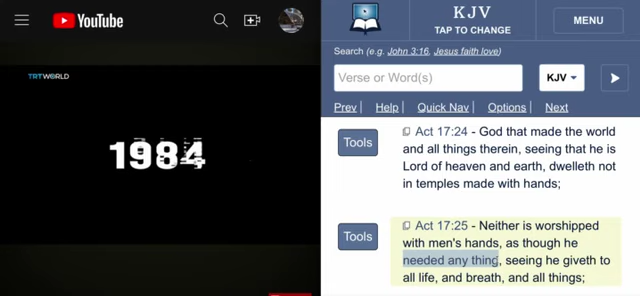 YouTube
TRT WORLD
1984
KJV
TAP TO CHANGE
MENU
Search (e.g. John 3:16, Jesus faith love)
Verse or Word(s)
KJV
Prev | Help | Quick Nav | Options | Next
Tools
Act 17:24 - God that made the world
and all things therein, seeing that he is
Lord of heaven and earth, dwelleth not
in temples made with hands;
Tools
Act 17:25 - Neither is worshipped
with men's hands, as though he
needed any thing, seeing he giveth to
all life, and breath, and all things;